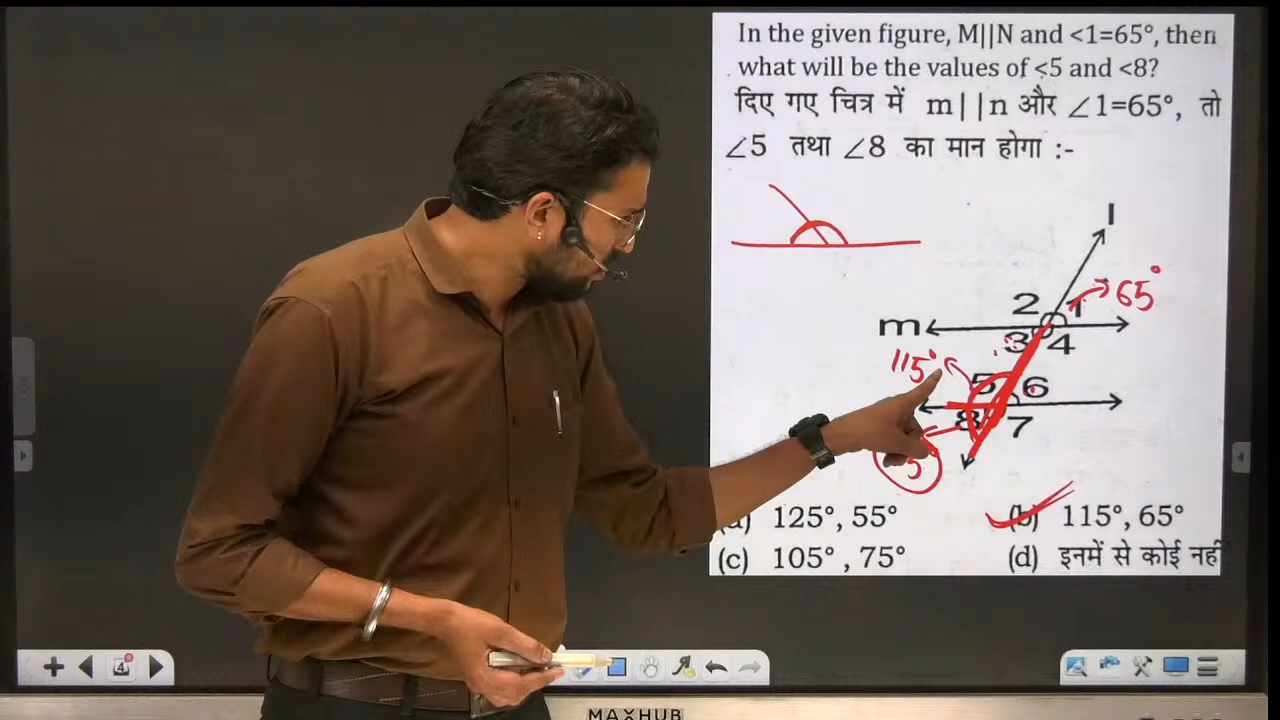 In the given figure, M||N and <1=65°, then
what will be the values of <5 and <8?
दिए गए चित्र में m||n और ∠1=65°, तो
∠5 तथा ∠8 का मान होगा :-
l
2 1 65°
m
3 4
115° 5 6
8 7
5
(a) 125°, 55° (b) 115°, 65°
(c) 105° , 75° (d) इनमें से कोई नहीं
4
MAXHUB